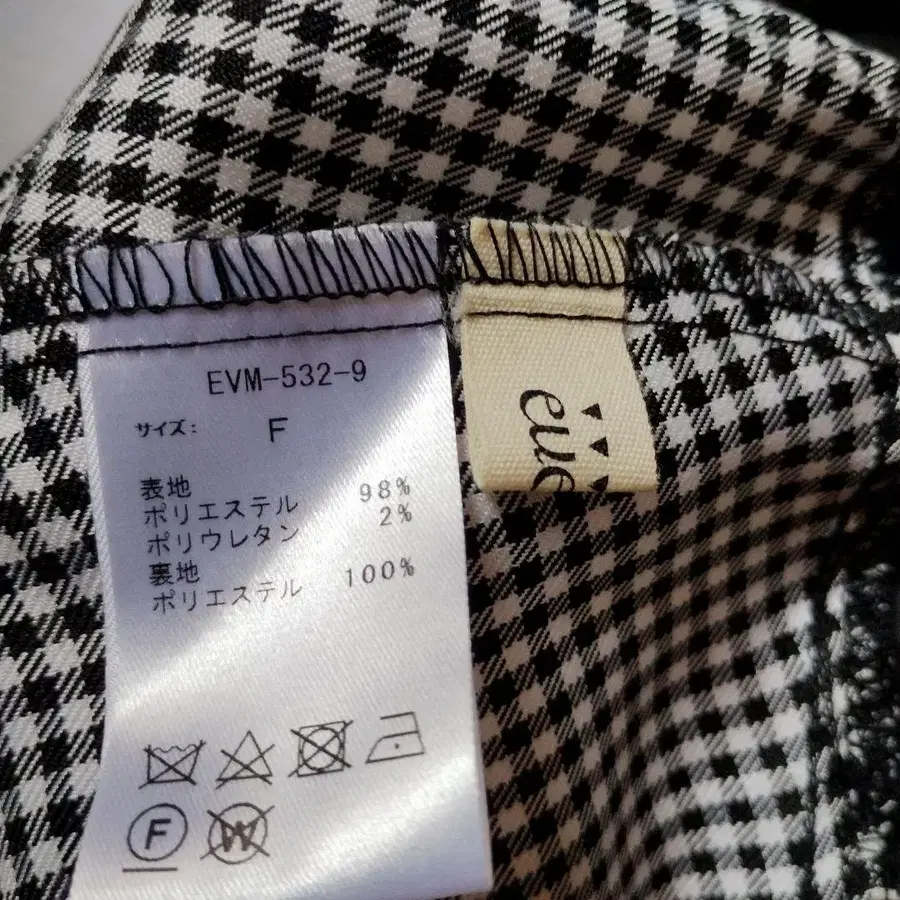 EVM-532-9
サイズ: F
表地
ポリエステル 98%
ポリウレタン 2%
裏地
ポリエステル 100%
F
W